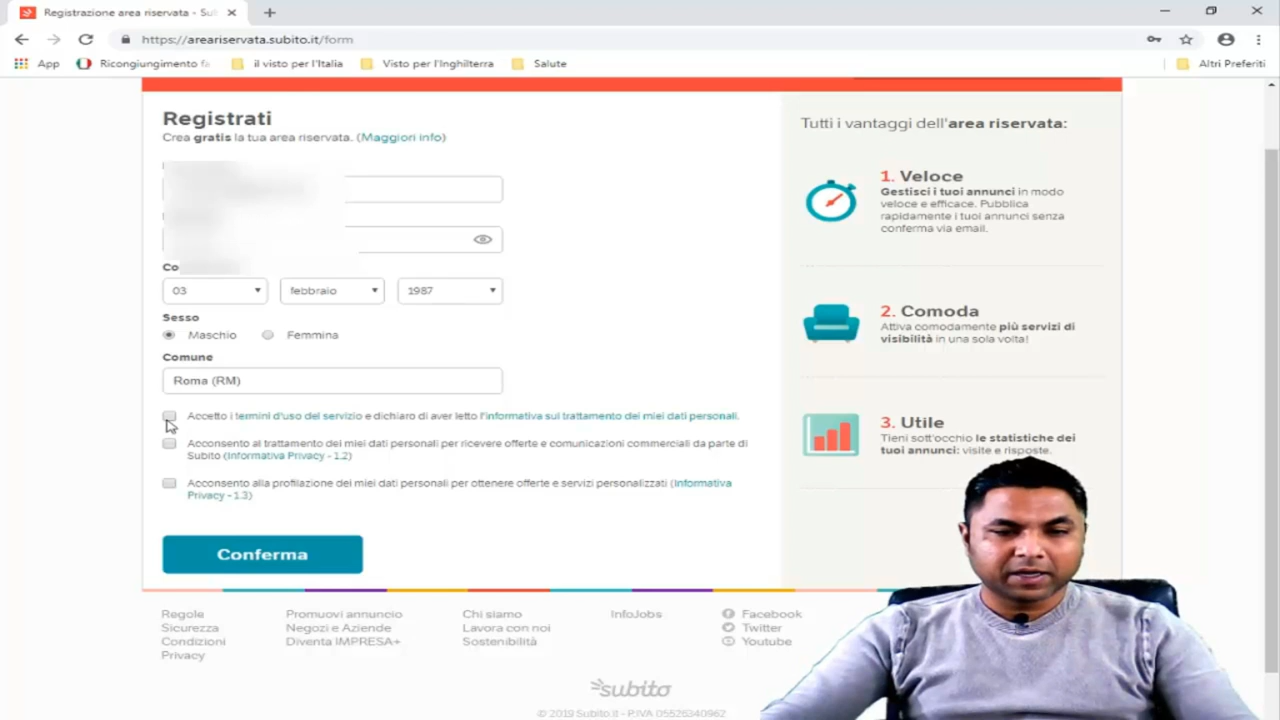 Registrazione area riservata - Sub
https://areariservata.subito.it/form
App
Ricongiungimento fa
il visto per l'Italia
Visto per l'Inghilterra
Salute
Altri Preferiti
Registrati
Crea gratis la tua area riservata. (Maggiori info)
Co
03
febbraio
1987
Sesso
Maschio
Femmina
Comune
Roma (RM)
Accetto i termini d'uso del servizio e dichiaro di aver letto l'informativa sul trattamento dei miei dati personali.
Acconsento al trattamento dei miei dati personali per ricevere offerte e comunicazioni commerciali da parte di
Subito (Informativa Privacy - 1.2)
Acconsento alla profilazione dei miei dati personali per ottenere offerte e servizi personalizzati (Informativa
Privacy - 1.3)
Conferma
Tutti i vantaggi dell'area riservata:
1. Veloce
Gestisci i tuoi annunci in modo
veloce e efficace. Pubblica
rapidamente i tuoi annunci senza
conferma via email.
2. Comoda
Attiva comodamente più servizi di
visibilità in una sola volta!
3. Utile
Tieni sott'occhio le statistiche dei
tuoi annunci: visite e risposte.
Regole
Sicurezza
Condizioni
Privacy
Promuovi annuncio
Negozi e Aziende
Diventa IMPRESA+
Chi siamo
Lavora con noi
Sostenibilità
InfoJobs
Facebook
Twitter
Youtube
subito
© 2019 Subito.it - P.IVA 05526340962